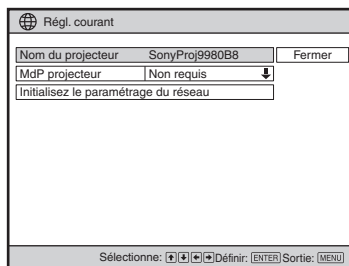 Régl. courant
Nom du projecteur SonyProj9980B8 Fermer
MdP projecteur Non requis
Initialisez le paramétrage du réseau
Sélectionne: Définir: ENTER Sortie: MENU